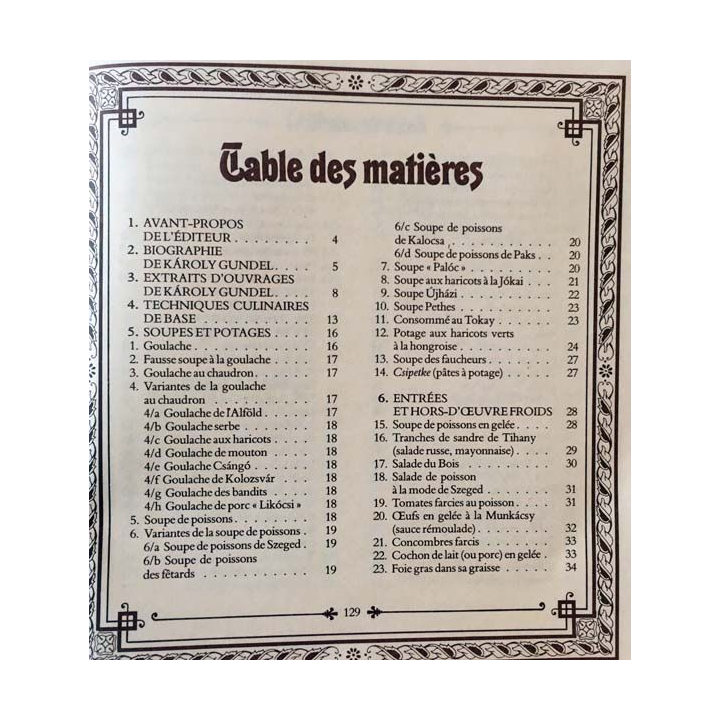 Table des matières
1. AVANT-PROPOS
DE L'ÉDITEUR . . . . . . . . 4
2. BIOGRAPHIE
DE KÁROLY GUNDEL. . . . 5
3. EXTRAITS D'OUVRAGES
DE KÁROLY GUNDEL. . . . 8
4. TECHNIQUES CULINAIRES
DE BASE . . . . . . . . . . . 13
5. SOUPES ET POTAGES . . . . 16
1. Goulache . . . . . . . . . . . . 16
2. Fausse soupe à la goulache . . . . 17
3. Goulache au chaudron. . . . . . 17
4. Variantes de la goulache
au chaudron . . . . . . . . . . 17
4/a Goulache de l'Alföld . . . . . 17
4/b Goulache serbe . . . . . . . 18
4/c Goulache aux haricots . . . . 18
4/d Goulache de mouton . . . . 18
4/e Goulache Csángó . . . . . . 18
4/f Goulache de Kolozsvár . . . 18
4/g Goulache des bandits . . . . 18
4/h Goulache de porc « Likócsi » . . 18
5. Soupe de poissons . . . . . . . . 18
6. Variantes de la soupe de poissons . 19
6/a Soupe de poissons de Szeged . 19
6/b Soupe de poissons
des fêtards . . . . . . . . . . . 19
6/c Soupe de poissons
de Kalocsa . . . . . . . . . . . 20
6/d Soupe de poissons de Paks . . 20
7. Soupe « Palóc » . . . . . . . . . 20
8. Soupe aux haricots à la Jókai . . . 21
9. Soupe Újházi . . . . . . . . . . 22
10. Soupe Pethes . . . . . . . . . . 23
11. Consommé au Tokay . . . . . . 23
12. Potage aux haricots verts
à la hongroise . . . . . . . . . . 24
13. Soupe des faucheurs . . . . . . . 27
14. Csipetke (pâtes à potage) . . . . . 27
6. ENTRÉES
ET HORS-D'ŒUVRE FROIDS 28
15. Soupe de poissons en gelée . . . . 28
16. Tranches de sandre de Tihany
(salade russe, mayonnaise) . . . . 29
17. Salade du Bois . . . . . . . . . 30
18. Salade de poisson
à la mode de Szeged . . . . . . . 31
19. Tomates farcies au poisson . . . . 31
20. Œufs en gelée à la Munkácsy
(sauce rémoulade) . . . . . . . . 32
21. Concombres farcis . . . . . . . 33
22. Cochon de lait (ou porc) en gelée . 33
23. Foie gras dans sa graisse . . . . . 34
129